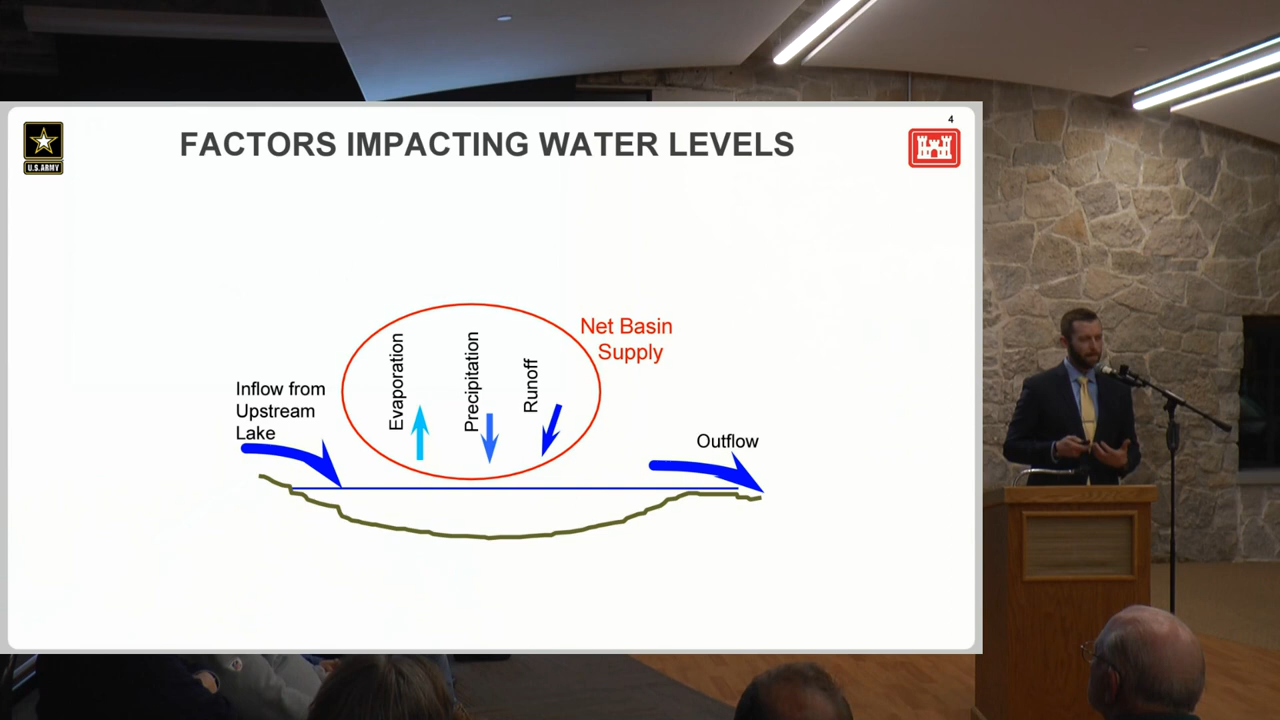 4
FACTORS IMPACTING WATER LEVELS
U.S.ARMY
Net Basin
Supply
Evaporation
Precipitation
Runoff
Inflow from
Upstream
Lake
Outflow